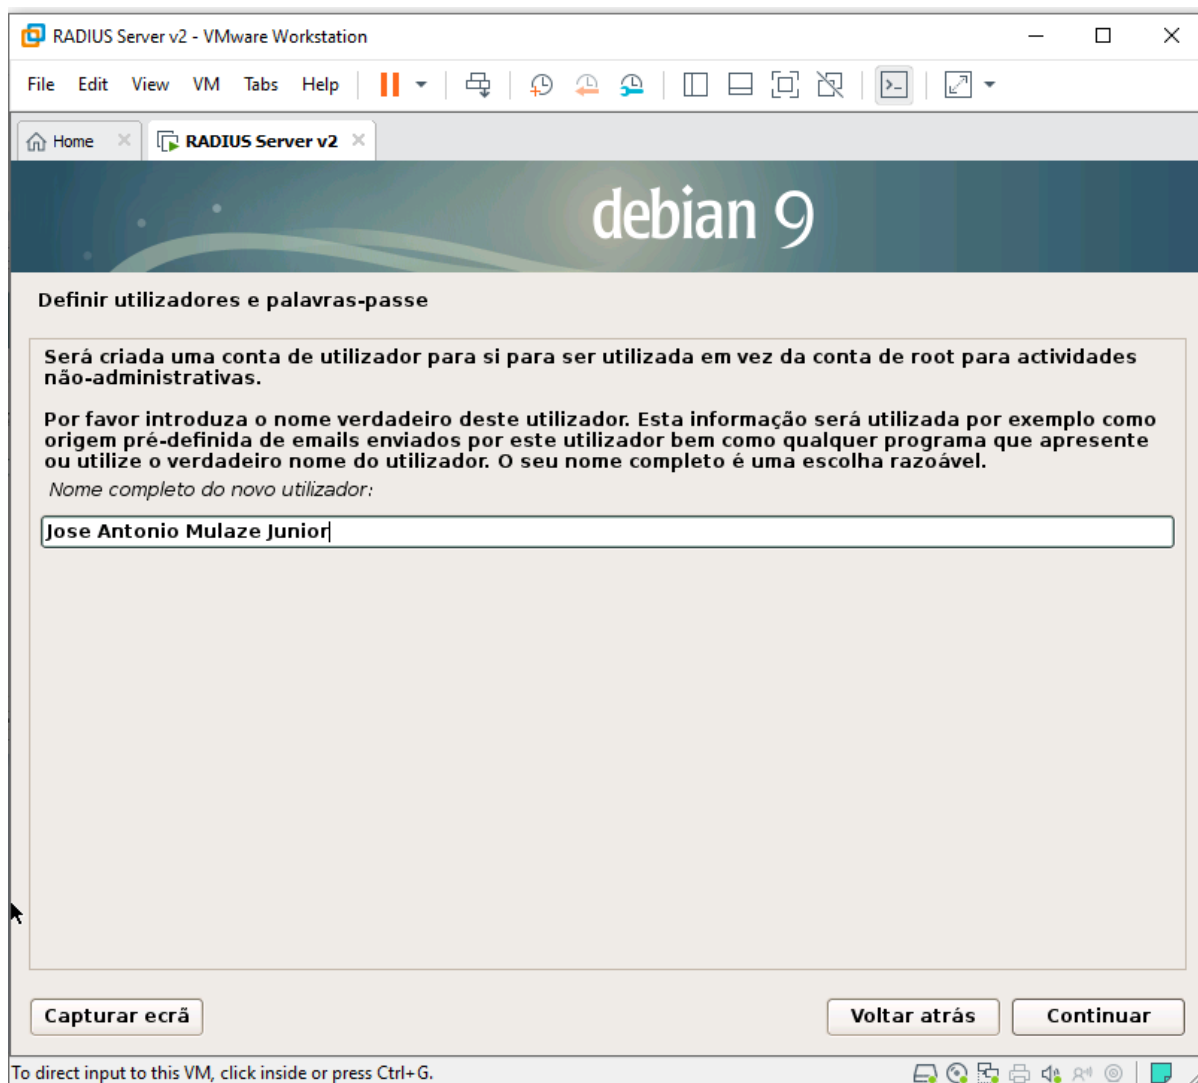 RADIUS Server v2 - VMware Workstation
File Edit View VM Tabs Help
Home
RADIUS Server v2
debian 9
Definir utilizadores e palavras-passe
Será criada uma conta de utilizador para si para ser utilizada em vez da conta de root para actividades
não-administrativas.
Por favor introduza o nome verdadeiro deste utilizador. Esta informação será utilizada por exemplo como
origem pré-definida de emails enviados por este utilizador bem como qualquer programa que apresente
ou utilize o verdadeiro nome do utilizador. O seu nome completo é uma escolha razoável.
Nome completo do novo utilizador:
Jose Antonio Mulaze Junior
Capturar ecrã
Voltar atrás
Continuar
To direct input to this VM, click inside or press Ctrl+G.